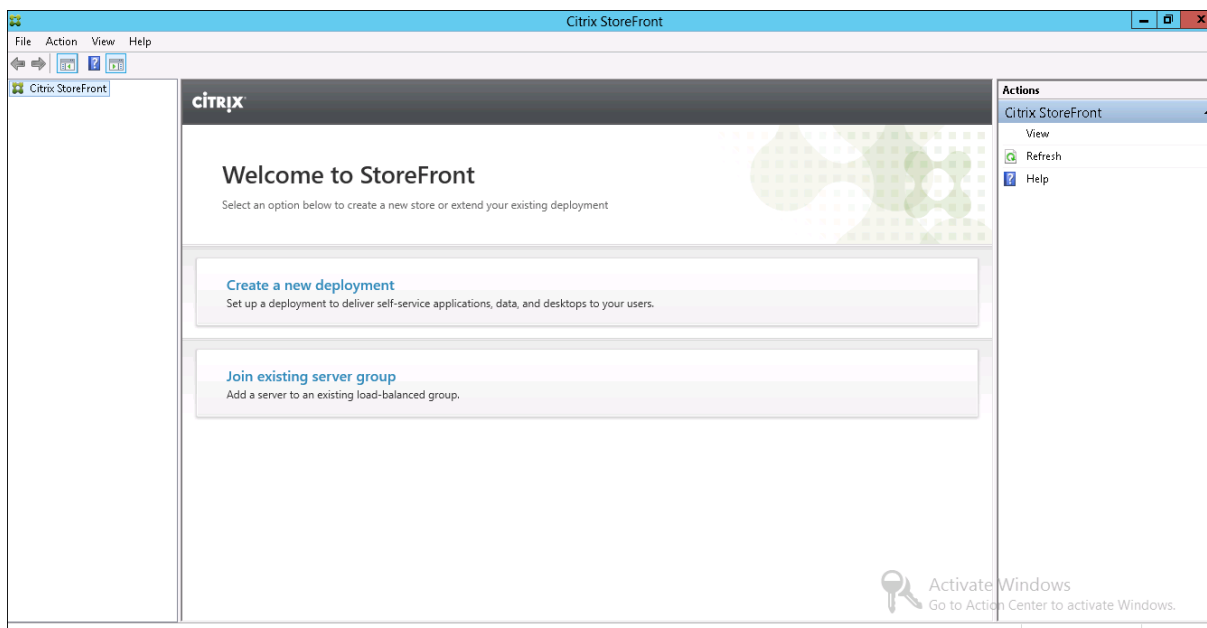 Citrix StoreFront
File Action View Help
Citrix StoreFront
CITRIX
Welcome to StoreFront
Select an option below to create a new store or extend your existing deployment
Create a new deployment
Set up a deployment to deliver self-service applications, data, and desktops to your users.
Join existing server group
Add a server to an existing load-balanced group.
Actions
Citrix StoreFront
View
Refresh
Help
Activate Windows
Go to Action Center to activate Windows.